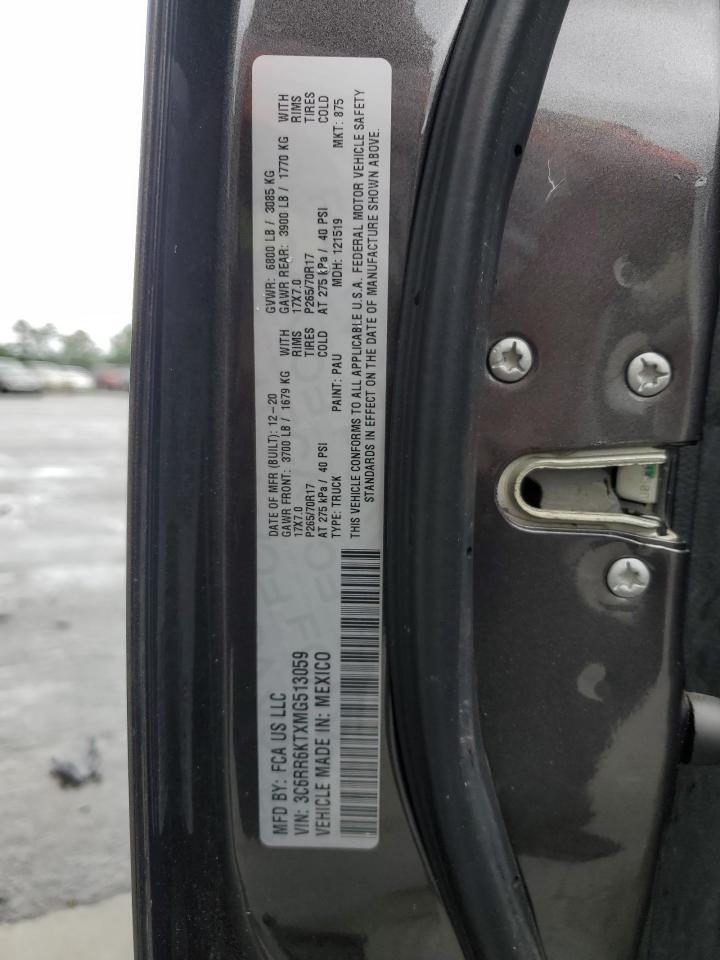 MFD BY: FCA US LLC
VIN: 3C6RR6KTXMG513059
VEHICLE MADE IN: MEXICO
DATE OF MFR (BUILT): 12-20 GVWR: 6800 LB / 3085 KG
GAWR FRONT: 3700 LB / 1679 KG WITH GAWR REAR: 3900 LB / 1770 KG WITH
17X7.0 RIMS 17X7.0 RIMS
P265/70R17 TIRES P265/70R17 TIRES
AT 275 kPa / 40 PSI COLD AT 275 kPa / 40 PSI COLD
TYPE: TRUCK PAINT: PAU MDH: 121519 MKT: 875
THIS VEHICLE CONFORMS TO ALL APPLICABLE U.S.A. FEDERAL MOTOR VEHICLE SAFETY
STANDARDS IN EFFECT ON THE DATE OF MANUFACTURE SHOWN ABOVE.